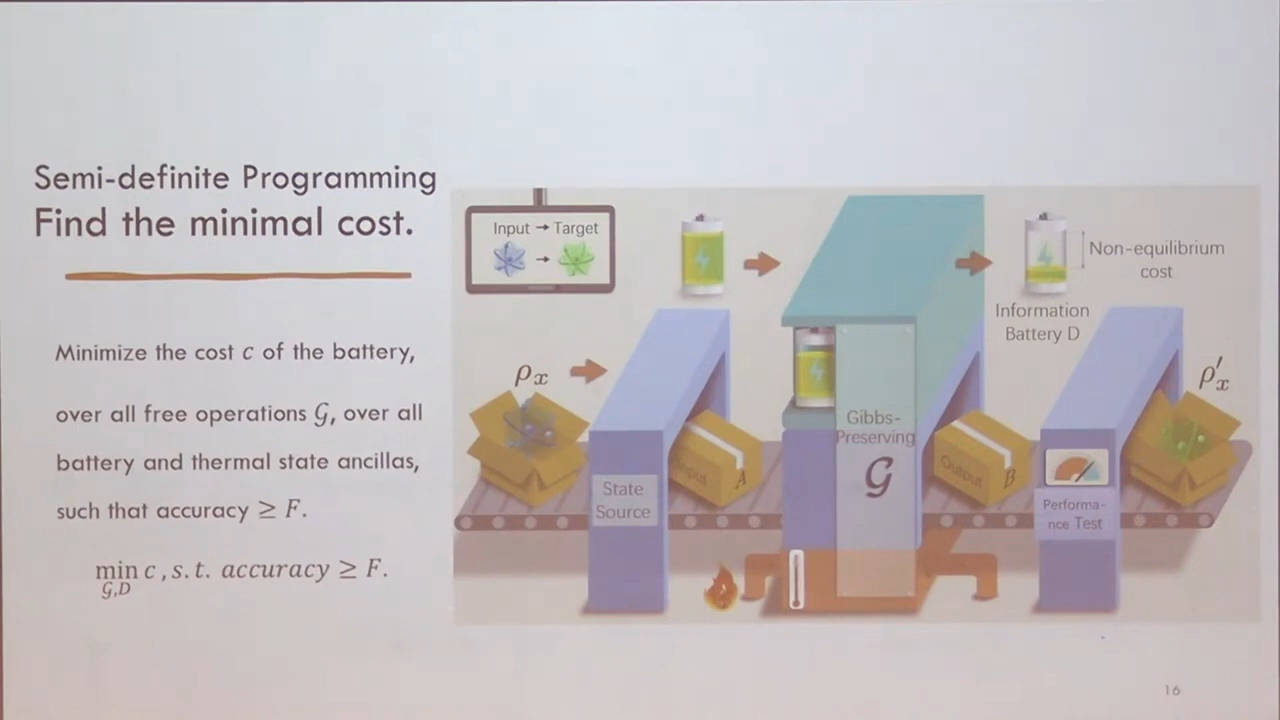 Semi-definite Programming
Find the minimal cost.
Minimize the cost c of the battery,
over all free operations 𝒢, over all
battery and thermal state ancillas,
such that accuracy ≥ F.
min c , s. t. accuracy ≥ F.
𝒢,D
Input → Target
Non-equilibrium
cost
Information
Battery D
ρₓ
ρ′ₓ
Gibbs-
Preserving
𝒢
State
Source
Input A
Output B
Performa-
nce Test
16